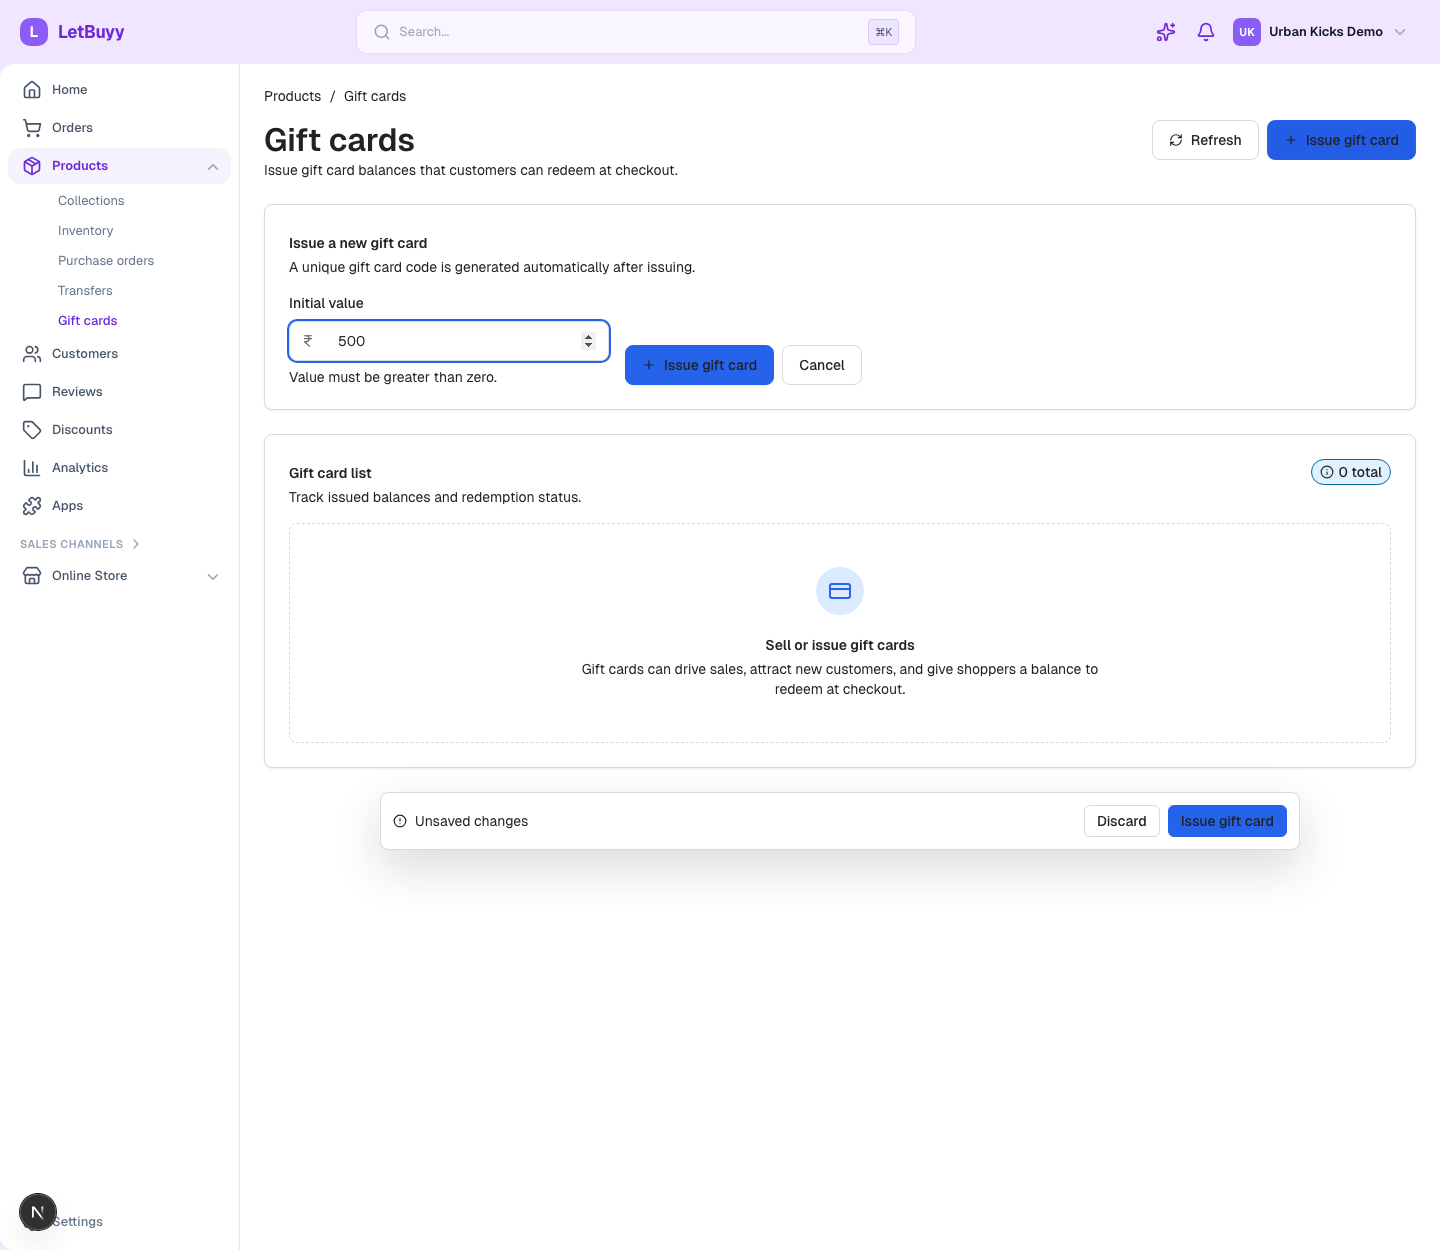 L LetBuyy
Search...
⌘K
UK Urban Kicks Demo
Home
Orders
Products
Collections
Inventory
Purchase orders
Transfers
Gift cards
Customers
Reviews
Discounts
Analytics
Apps
SALES CHANNELS
Online Store
N
Settings
Products / Gift cards
Gift cards
Issue gift card balances that customers can redeem at checkout.
Refresh
+ Issue gift card
Issue a new gift card
A unique gift card code is generated automatically after issuing.
Initial value
₹ 500
Value must be greater than zero.
+ Issue gift card
Cancel
Gift card list
Track issued balances and redemption status.
0 total
Sell or issue gift cards
Gift cards can drive sales, attract new customers, and give shoppers a balance to
redeem at checkout.
Unsaved changes
Discard
Issue gift card